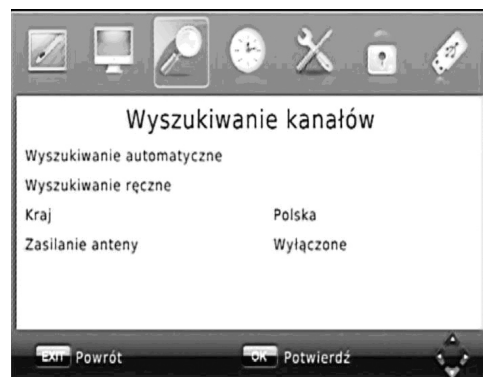 Wyszukiwanie kanałów
Wyszukiwanie automatyczne
Wyszukiwanie ręczne
Kraj Polska
Zasilanie anteny Wyłączone
EXIT Powrót OK Potwierdź